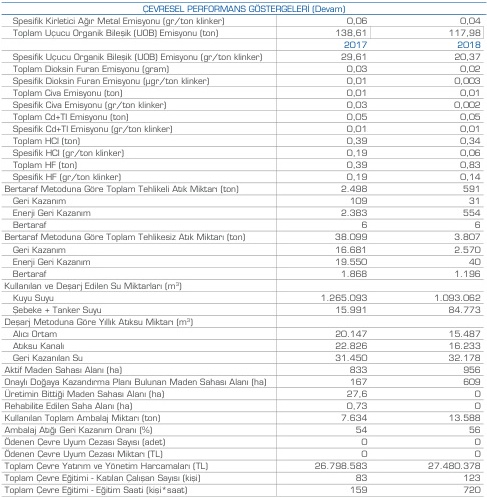 ÇEVRESEL PERFORMANS GÖSTERGELERİ (Devam)
Spesifik Kirletici Ağır Metal Emisyonu (gr/ton klinker) 0,06 0,04
Toplam Uçucu Organik Bileşik (UOB) Emisyonu (ton) 138,61 117,98
2017 2018
Spesifik Uçucu Organik Bileşik (UOB) Emisyonu (gr/ton klinker) 29,61 20,37
Toplam Dioksin Furan Emisyonu (gram) 0,03 0,02
Spesifik Dioksin Furan Emisyonu (µgr/ton klinker) 0,01 0,003
Toplam Civa Emisyonu (ton) 0,01 0,01
Spesifik Civa Emisyonu (gr/ton klinker) 0,03 0,002
Toplam Cd+Tl Emisyonu (ton) 0,05 0,05
Spesifik Cd+Tl Emisyonu (gr/ton klinker) 0,01 0,01
Toplam HCl (ton) 0,39 0,34
Spesifik HCl (gr/ton klinker) 0,19 0,06
Toplam HF (ton) 0,39 0,83
Spesifik HF (gr/ton klinker) 0,19 0,14
Bertaraf Metoduna Göre Toplam Tehlikeli Atık Miktarı (ton) 2.498 591
Geri Kazanım 109 31
Enerji Geri Kazanım 2.383 554
Bertaraf 6 6
Bertaraf Metoduna Göre Toplam Tehlikesiz Atık Miktarı (ton) 38.099 3.807
Geri Kazanım 16.681 2.570
Enerji Geri Kazanım 19.550 40
Bertaraf 1.868 1.196
Kullanılan ve Deşarj Edilen Su Miktarları (m³)
Kuyu Suyu 1.265.093 1.093.062
Şebeke + Tanker Suyu 15.991 84.773
Deşarj Metoduna Göre Yıllık Atıksu Miktarı (m³)
Alıcı Ortam 20.147 15.487
Atıksu Kanalı 22.826 16.233
Geri Kazanılan Su 31.450 32.178
Aktif Maden Sahası Alanı (ha) 833 956
Onaylı Doğaya Kazandırma Planı Bulunan Maden Sahası Alanı (ha) 167 609
Üretimin Bittiği Maden Sahası Alanı (ha) 27,6 0
Rehabilite Edilen Saha Alanı (ha) 0,73 0
Kullanılan Toplam Ambalaj Miktarı (ton) 7.634 13.588
Ambalaj Atığı Geri Kazanım Oranı (%) 54 56
Ödenen Çevre Uyum Cezası Sayısı (adet) 0 0
Ödenen Çevre Uyum Cezası Miktarı (TL) 0 0
Toplam Çevre Yatırım ve Yönetim Harcamaları (TL) 26.798.583 27.480.378
Toplam Çevre Eğitimi - Katılan Çalışan Sayısı (kişi) 83 123
Toplam Çevre Eğitimi - Eğitim Saati (kişi*saat) 159 720